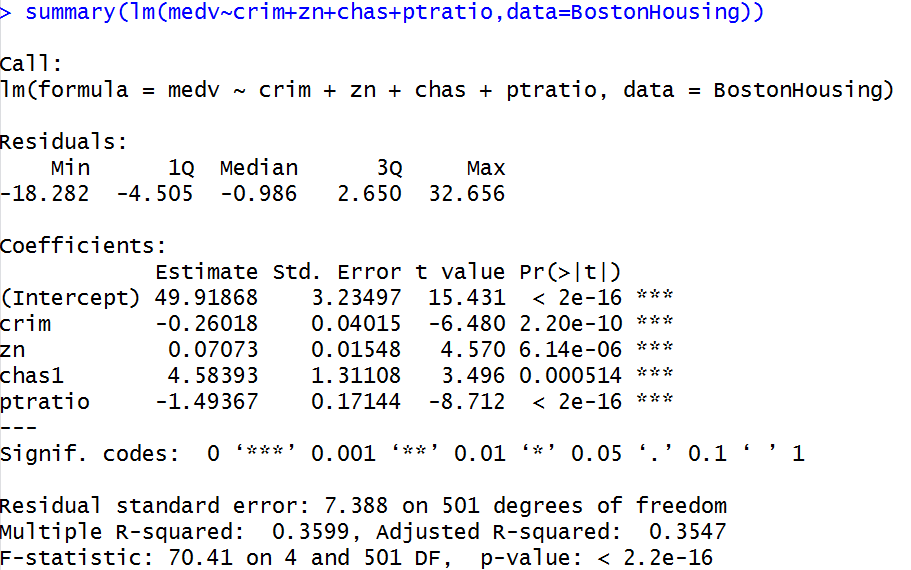 > summary(lm(medv~crim+zn+chas+ptratio,data=BostonHousing))
Call:
lm(formula = medv ~ crim + zn + chas + ptratio, data = BostonHousing)
Residuals:
    Min      1Q  Median      3Q     Max
-18.282  -4.505  -0.986   2.650  32.656
Coefficients:
            Estimate Std. Error t value Pr(>|t|)
(Intercept) 49.91868    3.23497  15.431  < 2e-16 ***
crim        -0.26018    0.04015  -6.480 2.20e-10 ***
zn           0.07073    0.01548   4.570 6.14e-06 ***
chas1        4.58393    1.31108   3.496 0.000514 ***
ptratio     -1.49367    0.17144  -8.712  < 2e-16 ***
---
Signif. codes:  0 ‘***’ 0.001 ‘**’ 0.01 ‘*’ 0.05 ‘.’ 0.1 ‘ ’ 1
Residual standard error: 7.388 on 501 degrees of freedom
Multiple R-squared:  0.3599, Adjusted R-squared:  0.3547
F-statistic: 70.41 on 4 and 501 DF,  p-value: < 2.2e-16